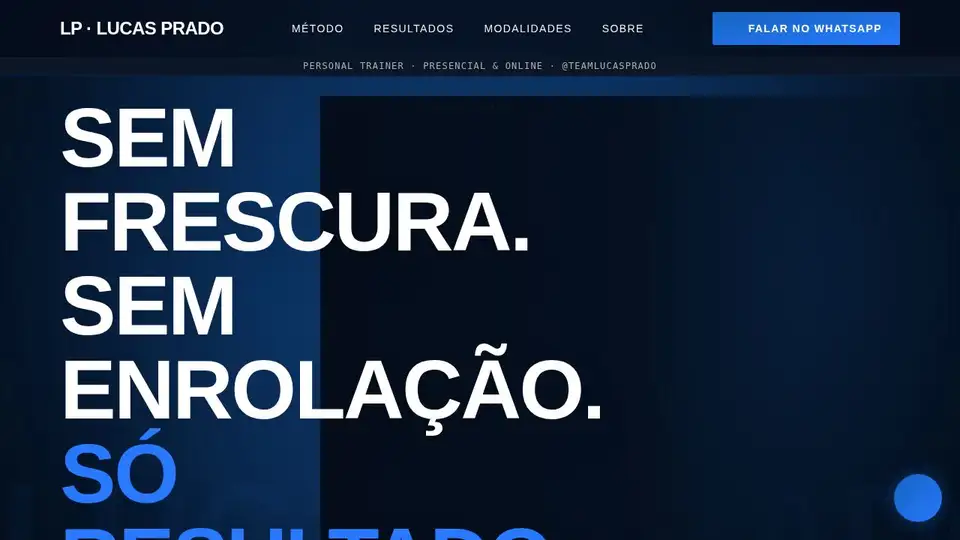 LP · LUCAS PRADO
MÉTODO
RESULTADOS
MODALIDADES
SOBRE
FALAR NO WHATSAPP
PERSONAL TRAINER · PRESENCIAL & ONLINE · @TEAMLUCASPRADO
SEM
FRESCURA.
SEM
ENROLAÇÃO.
SÓ
RESULTADO